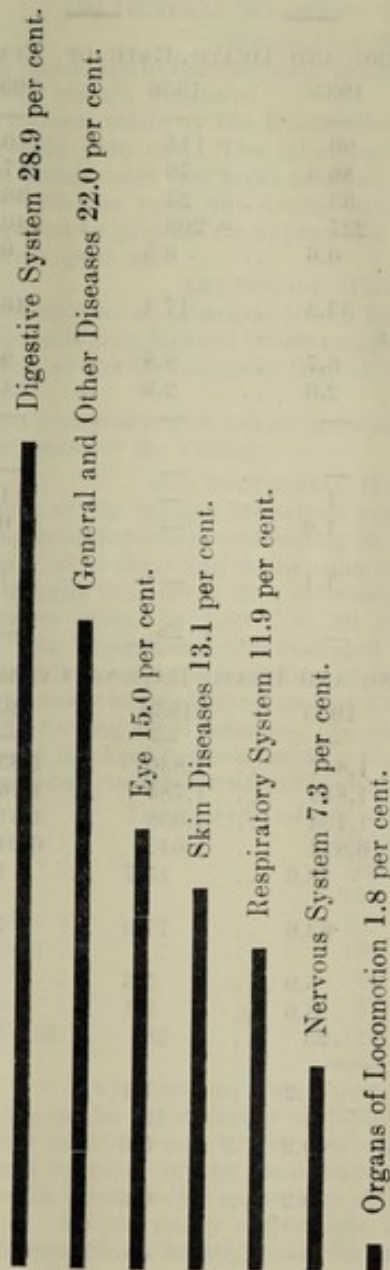 Digestive System 28.9 per cent.
General and Other Diseases 22.0 per cent.
Eye 15.0 per cent.
Skin Diseases 13.1 per cent.
Respiratory System 11.9 per cent.
Nervous System 7.3 per cent.
Organs of Locomotion 1.8 per cent.